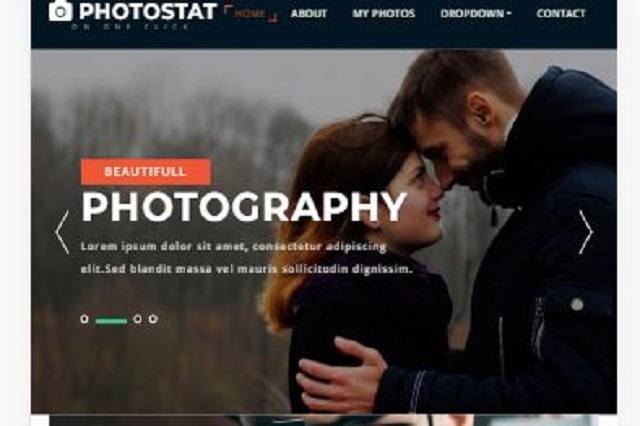 PHOTOSTAT
ON ONE CLICK
HOME
ABOUT
MY PHOTOS
DROPDOWN
CONTACT
BEAUTIFULL
PHOTOGRAPHY
Lorem ipsum dolor sit amet, consectetur adipiscing
elit.Sed blandit massa vel mauris sollicitudin dignissim.